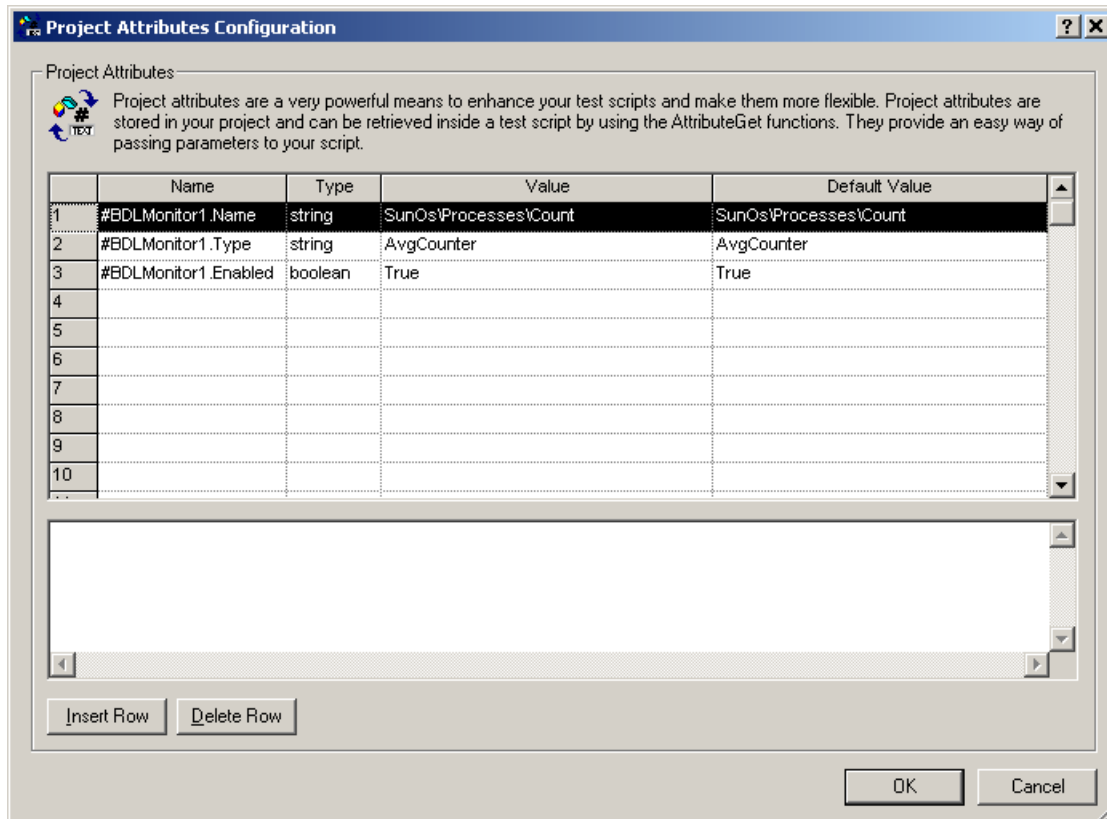 Project Attributes Configuration
Project Attributes
Project attributes are a very powerful means to enhance your test scripts and make them more flexible. Project attributes are
stored in your project and can be retrieved inside a test script by using the AttributeGet functions. They provide an easy way of
passing parameters to your script.
# TEXT
Name Type Value Default Value
1 #BDLMonitor1.Name string SunOs\Processes\Count SunOs\Processes\Count
2 #BDLMonitor1.Type string AvgCounter AvgCounter
3 #BDLMonitor1.Enabled boolean True True
4
5
6
7
8
9
10
Insert Row Delete Row
OK Cancel